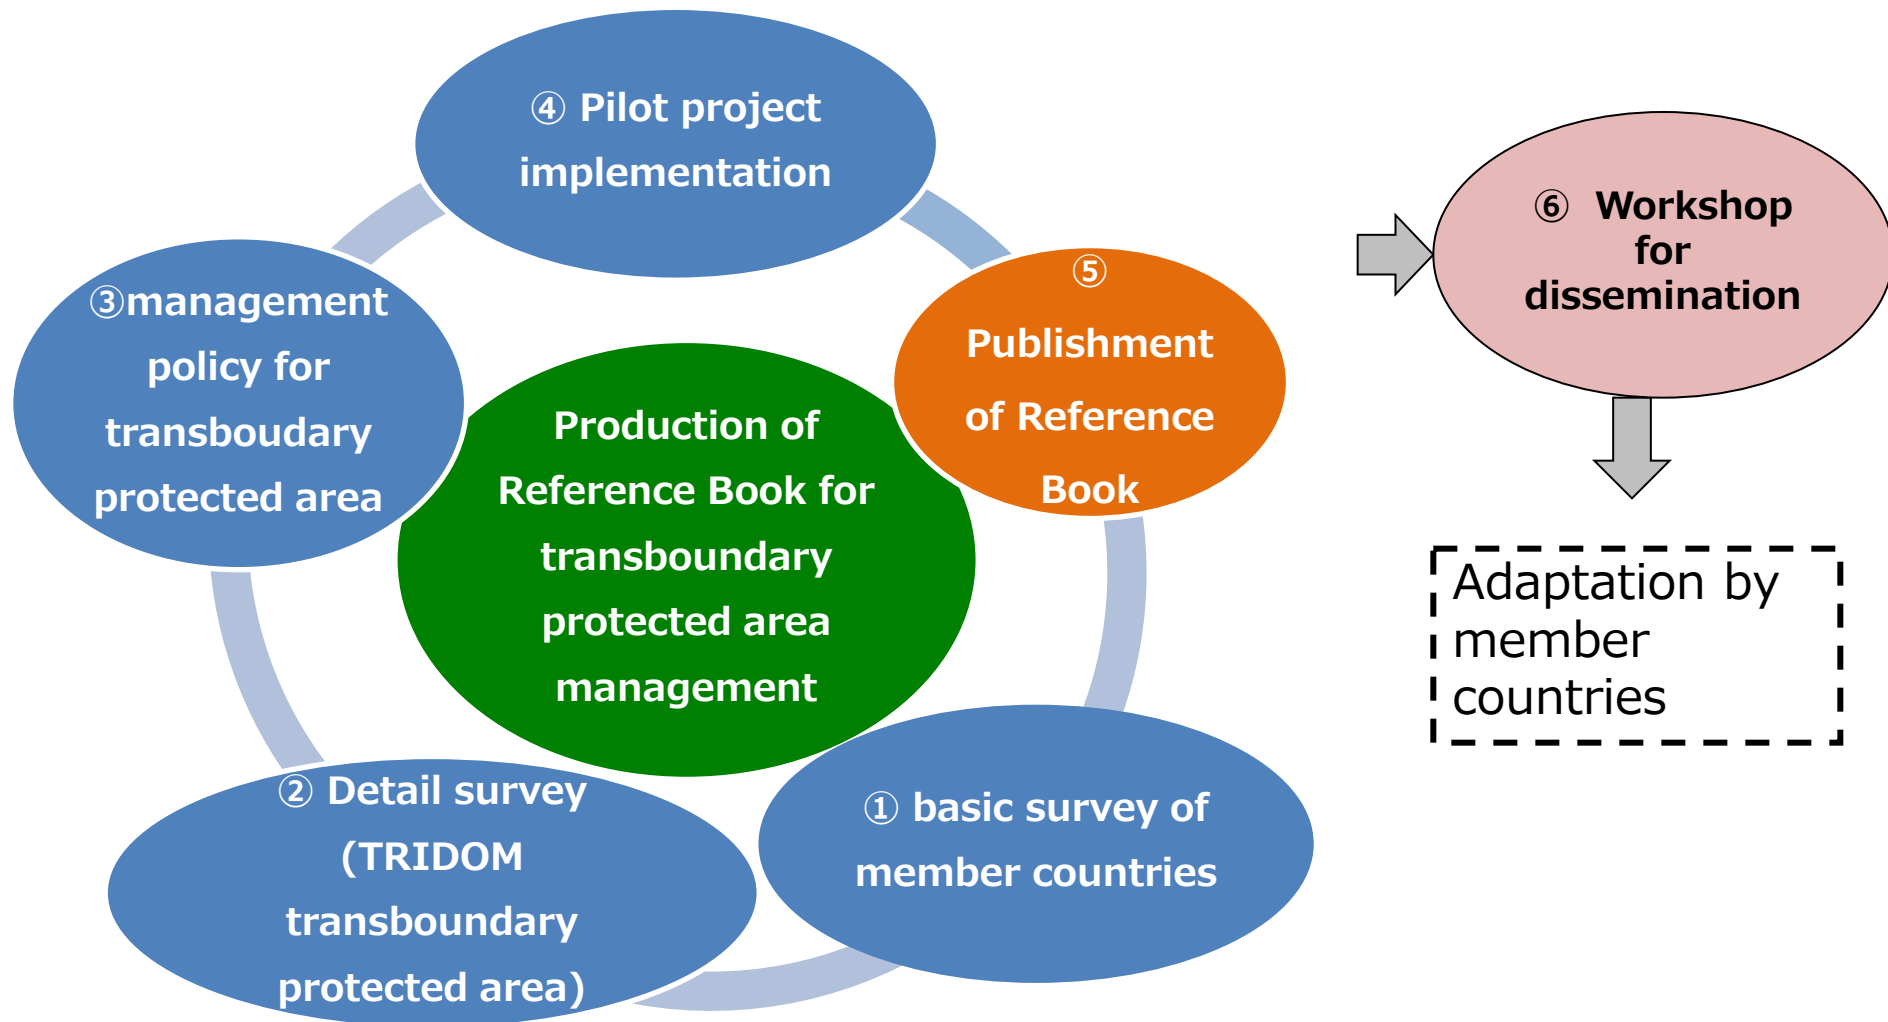 ④ Pilot project
implementation
③management
policy for
transboudary
protected area
⑤
Publishment
of Reference
Book
Production of
Reference Book for
transboundary
protected area
management
② Detail survey
(TRIDOM
transboundary
protected area)
① basic survey of
member countries
⑥ Workshop
for
dissemination
Adaptation by
member
countries